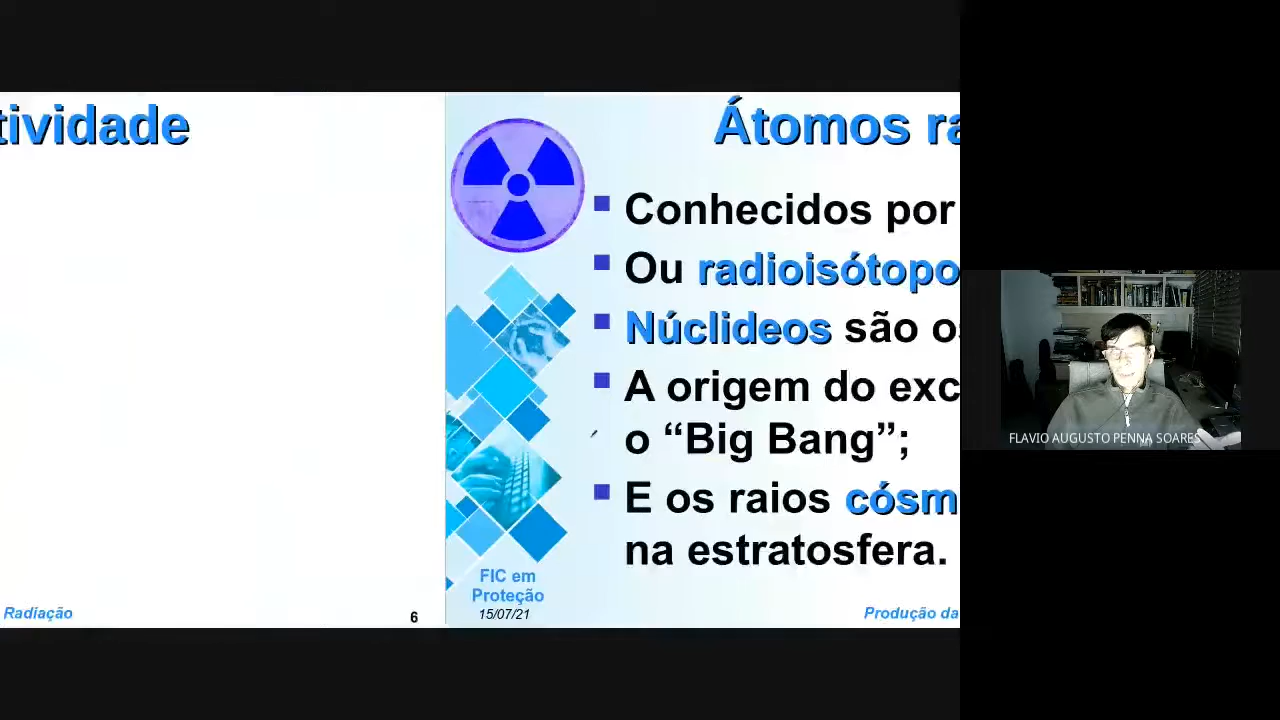 tividade
Radiação
6
Átomos ra
Conhecidos por
Ou radioisótopo
Núclideos são os
A origem do exc
o “Big Bang”;
E os raios cósm
na estratosfera.
FIC em
Proteção
15/07/21
Produção da
FLAVIO AUGUSTO PENNA SOARES